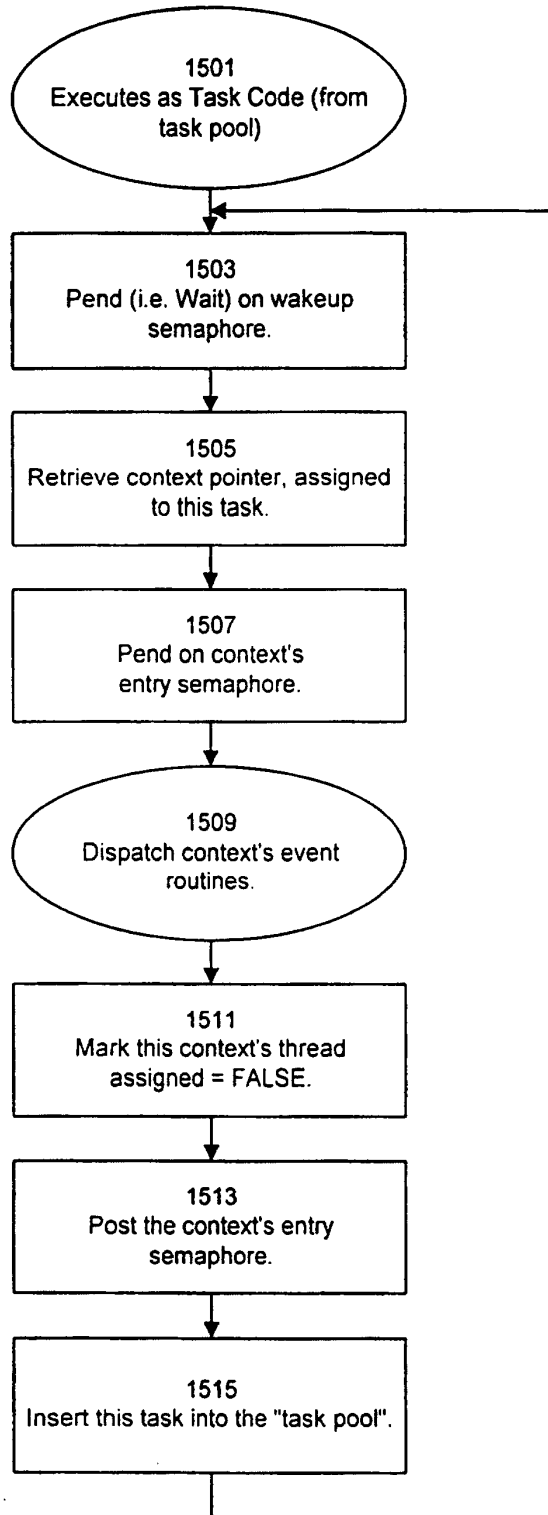 1501
Executes as Task Code (from
task pool)
1503
Pend (i.e. Wait) on wakeup
semaphore.
1505
Retrieve context pointer, assigned
to this task.
1507
Pend on context's
entry semaphore.
1509
Dispatch context's event
routines.
1511
Mark this context's thread
assigned = FALSE.
1513
Post the context's entry
semaphore.
1515
Insert this task into the "task pool".